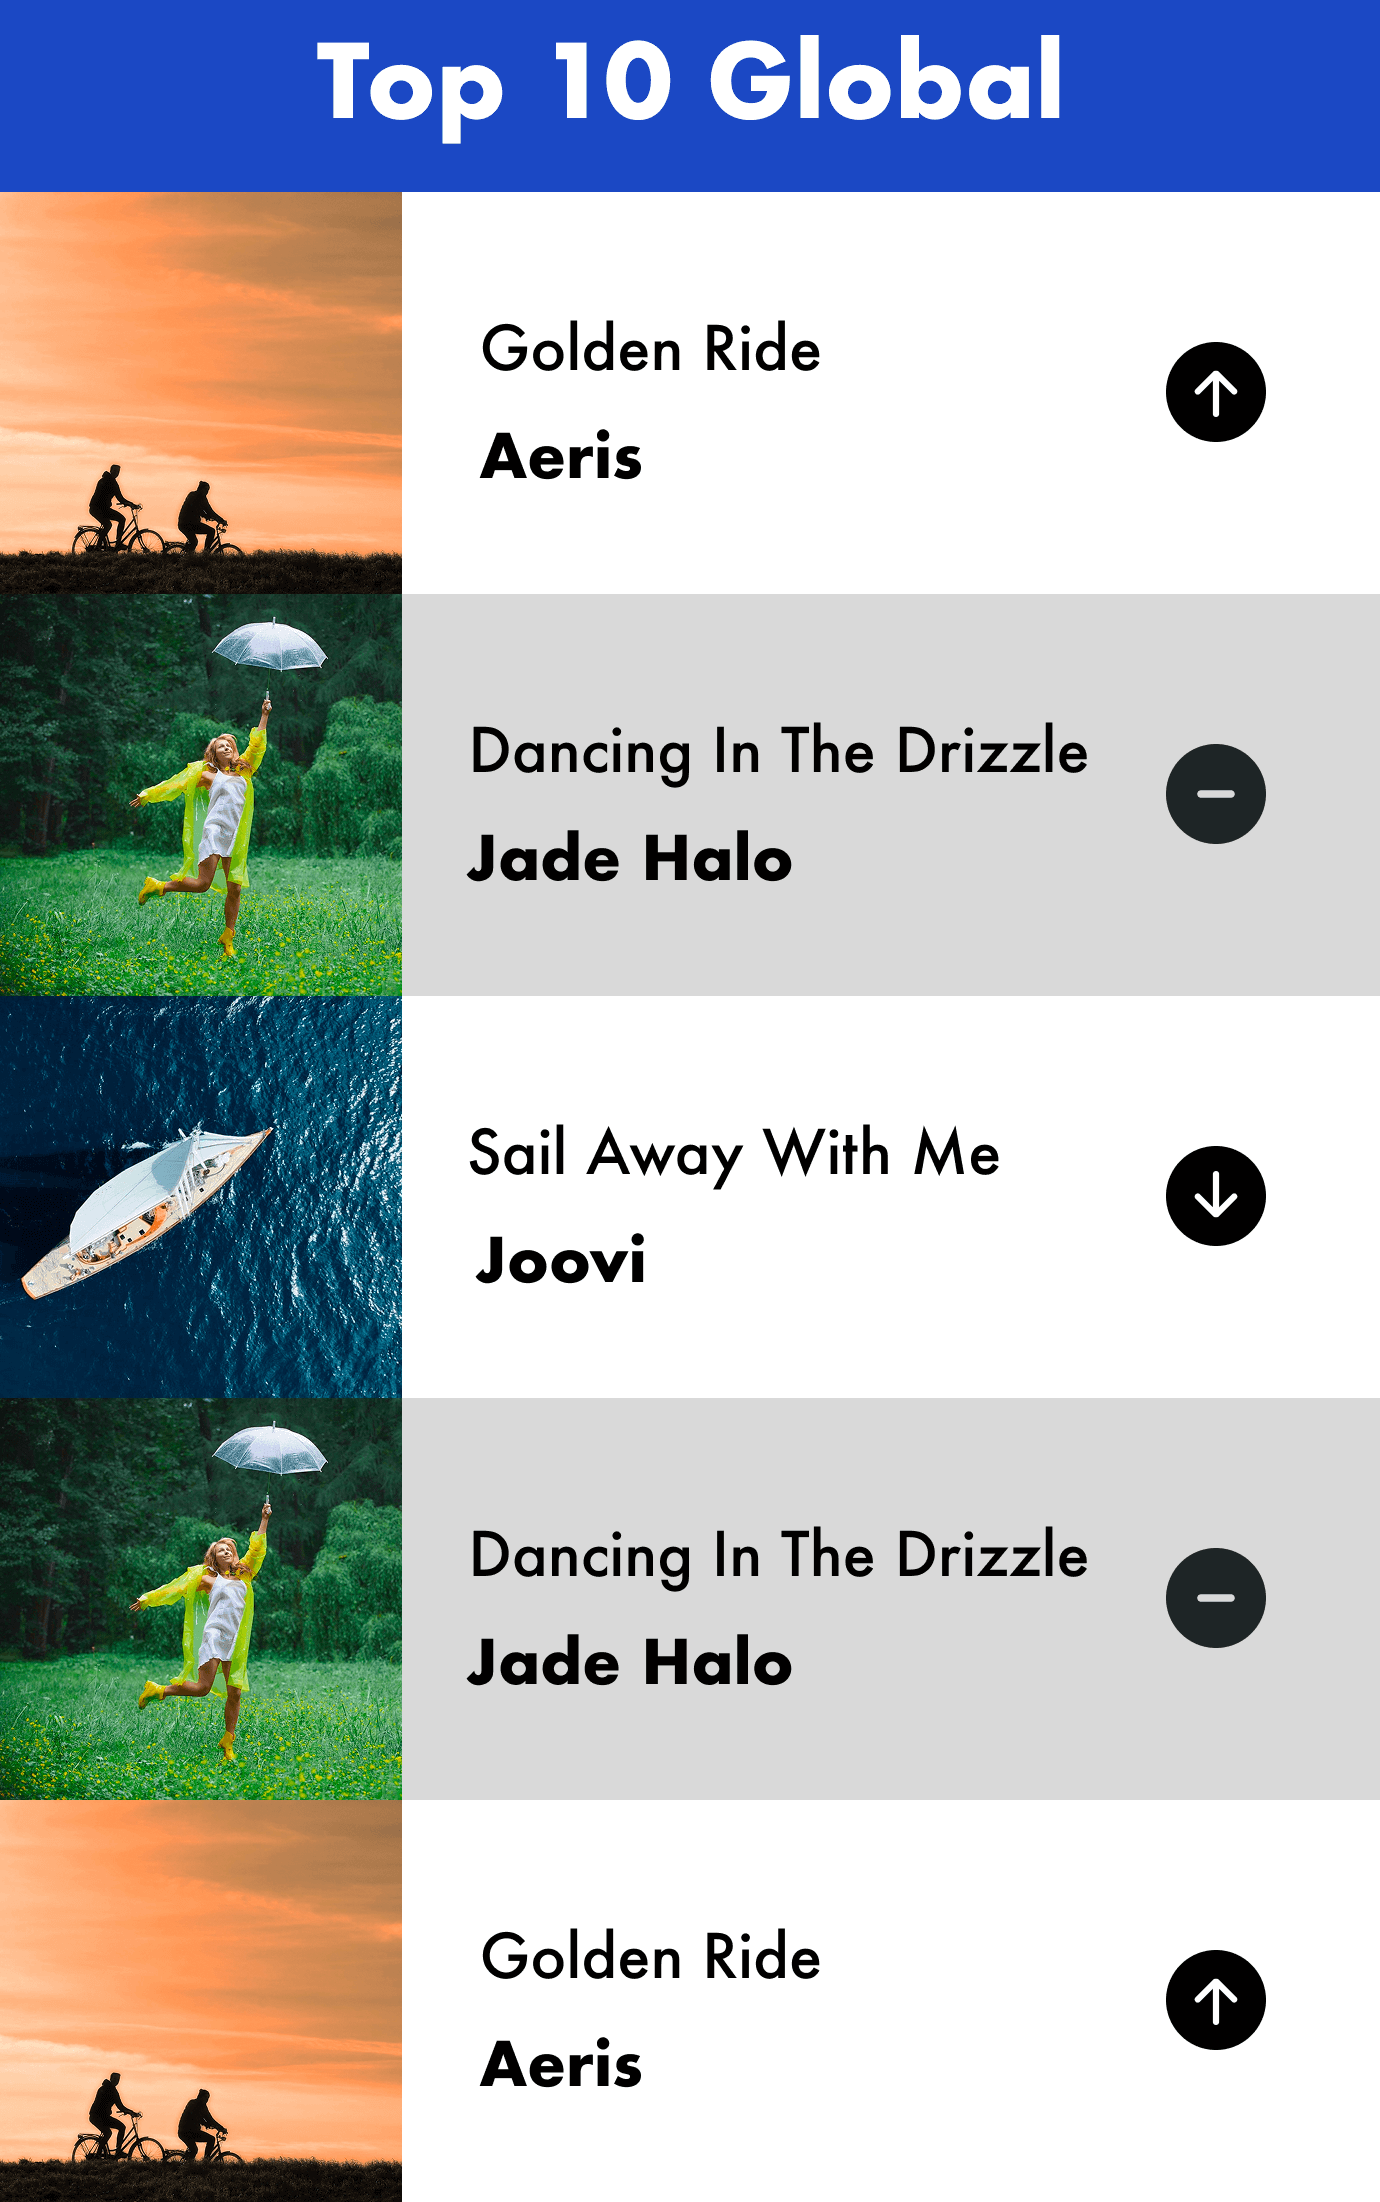 Top 10 Global
Golden Ride
Aeris
Dancing In The Drizzle
Jade Halo
Sail Away With Me
Joovi
Dancing In The Drizzle
Jade Halo
Golden Ride
Aeris